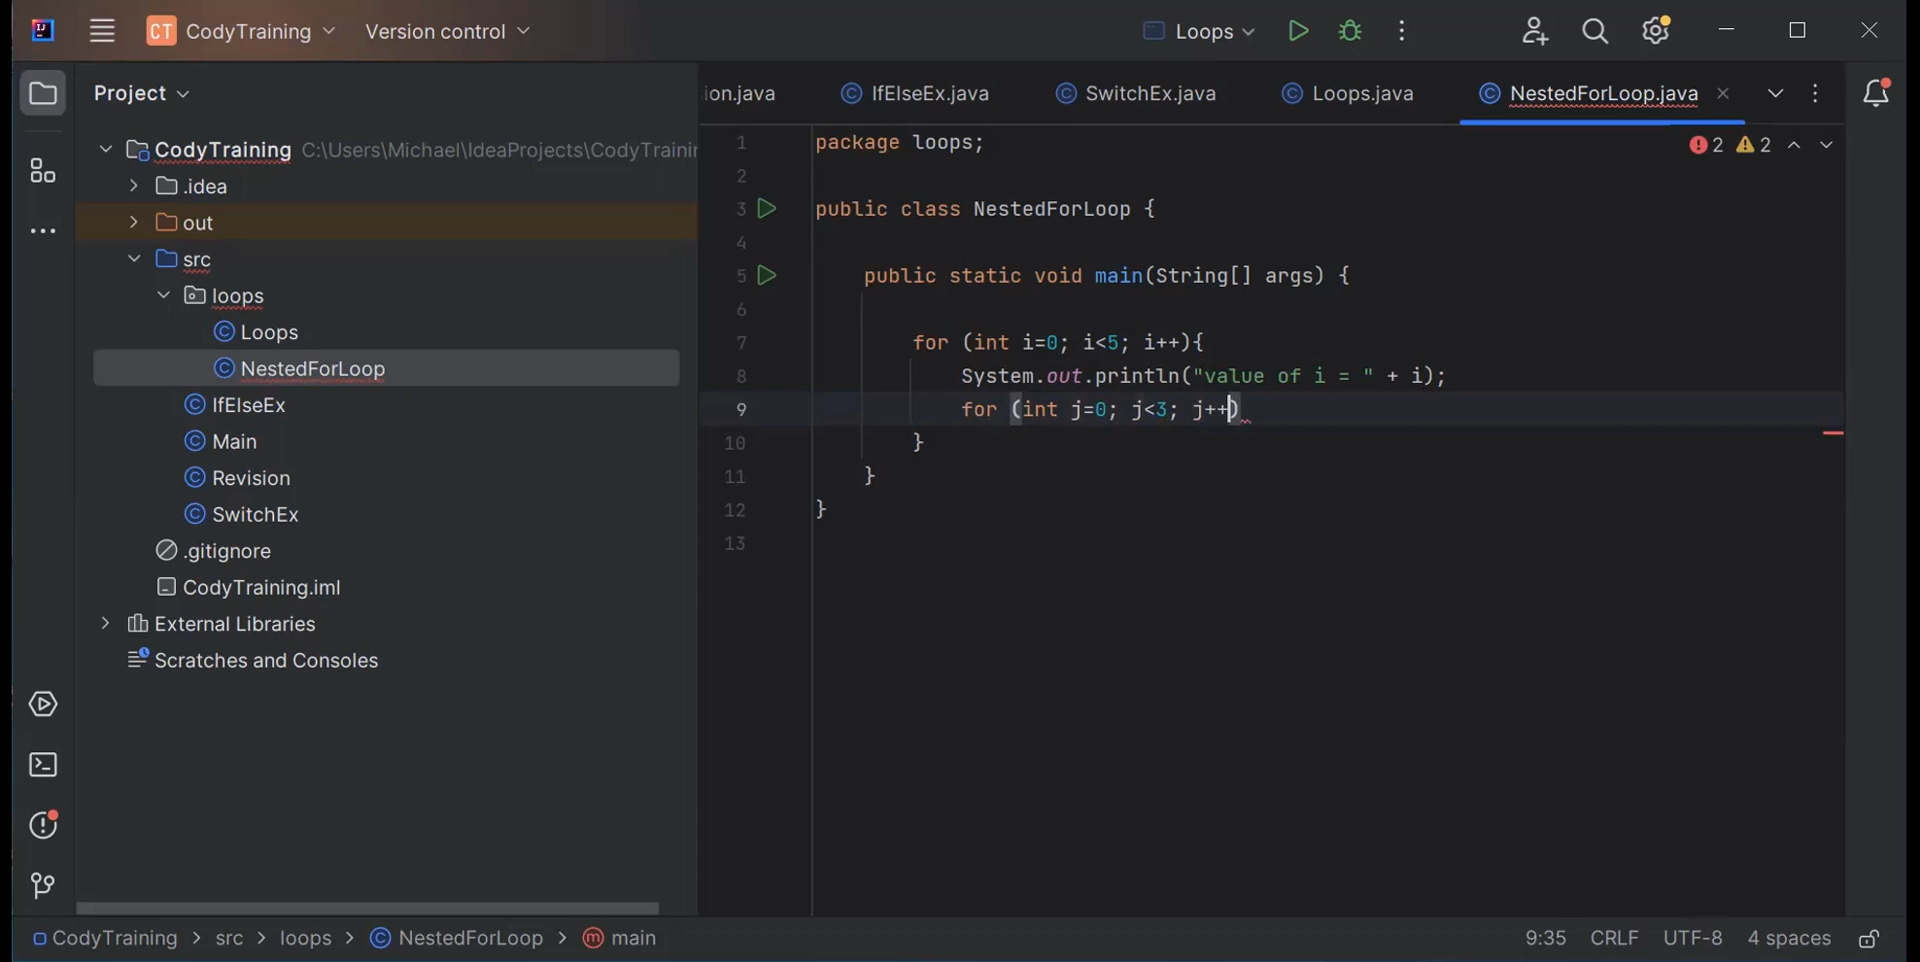 CT CodyTraining Version control Loops
Project
ion.java IfElseEx.java SwitchEx.java Loops.java NestedForLoop.java
CodyTraining C:\Users\Michael\IdeaProjects\CodyTrainin
.idea
out
src
loops
Loops
NestedForLoop
IfElseEx
Main
Revision
SwitchEx
.gitignore
CodyTraining.iml
External Libraries
Scratches and Consoles
2 2
1 package loops;
2
3 public class NestedForLoop {
4
5 public static void main(String[] args) {
6
7 for (int i=0; i<5; i++){
8 System.out.println("value of i = " + i);
9 for (int j=0; j<3; j++)
10 }
11 }
12 }
13
CodyTraining > src > loops > NestedForLoop > main
9:35 CRLF UTF-8 4 spaces